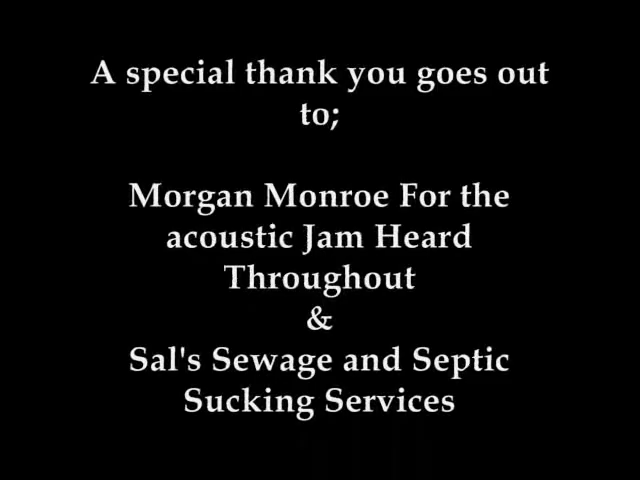 A special thank you goes out
to;
Morgan Monroe For the
acoustic Jam Heard
Throughout
&
Sal's Sewage and Septic
Sucking Services